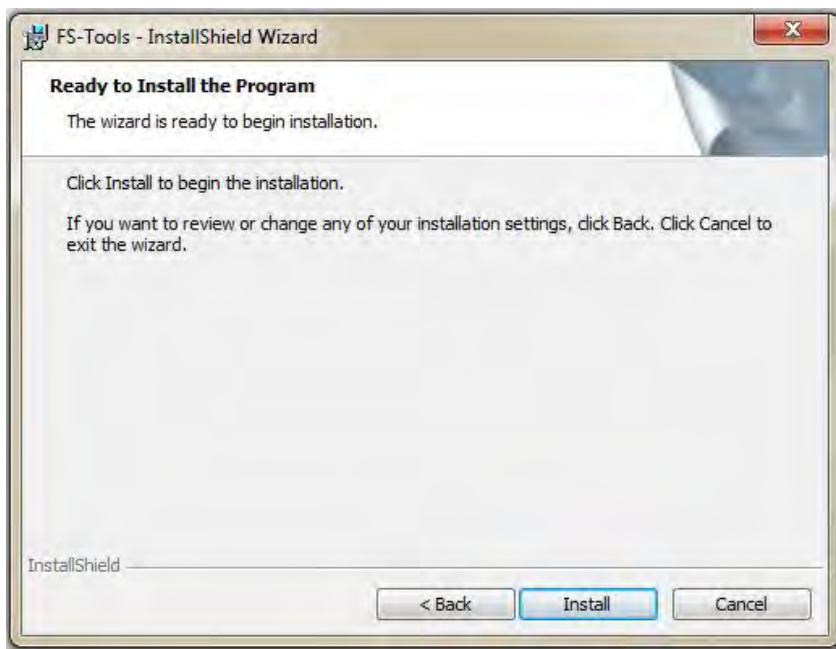 FS-Tools - InstallShield Wizard
Ready to Install the Program
The wizard is ready to begin installation.
Click Install to begin the installation.
If you want to review or change any of your installation settings, click Back. Click Cancel to
exit the wizard.
InstallShield
< Back
Install
Cancel